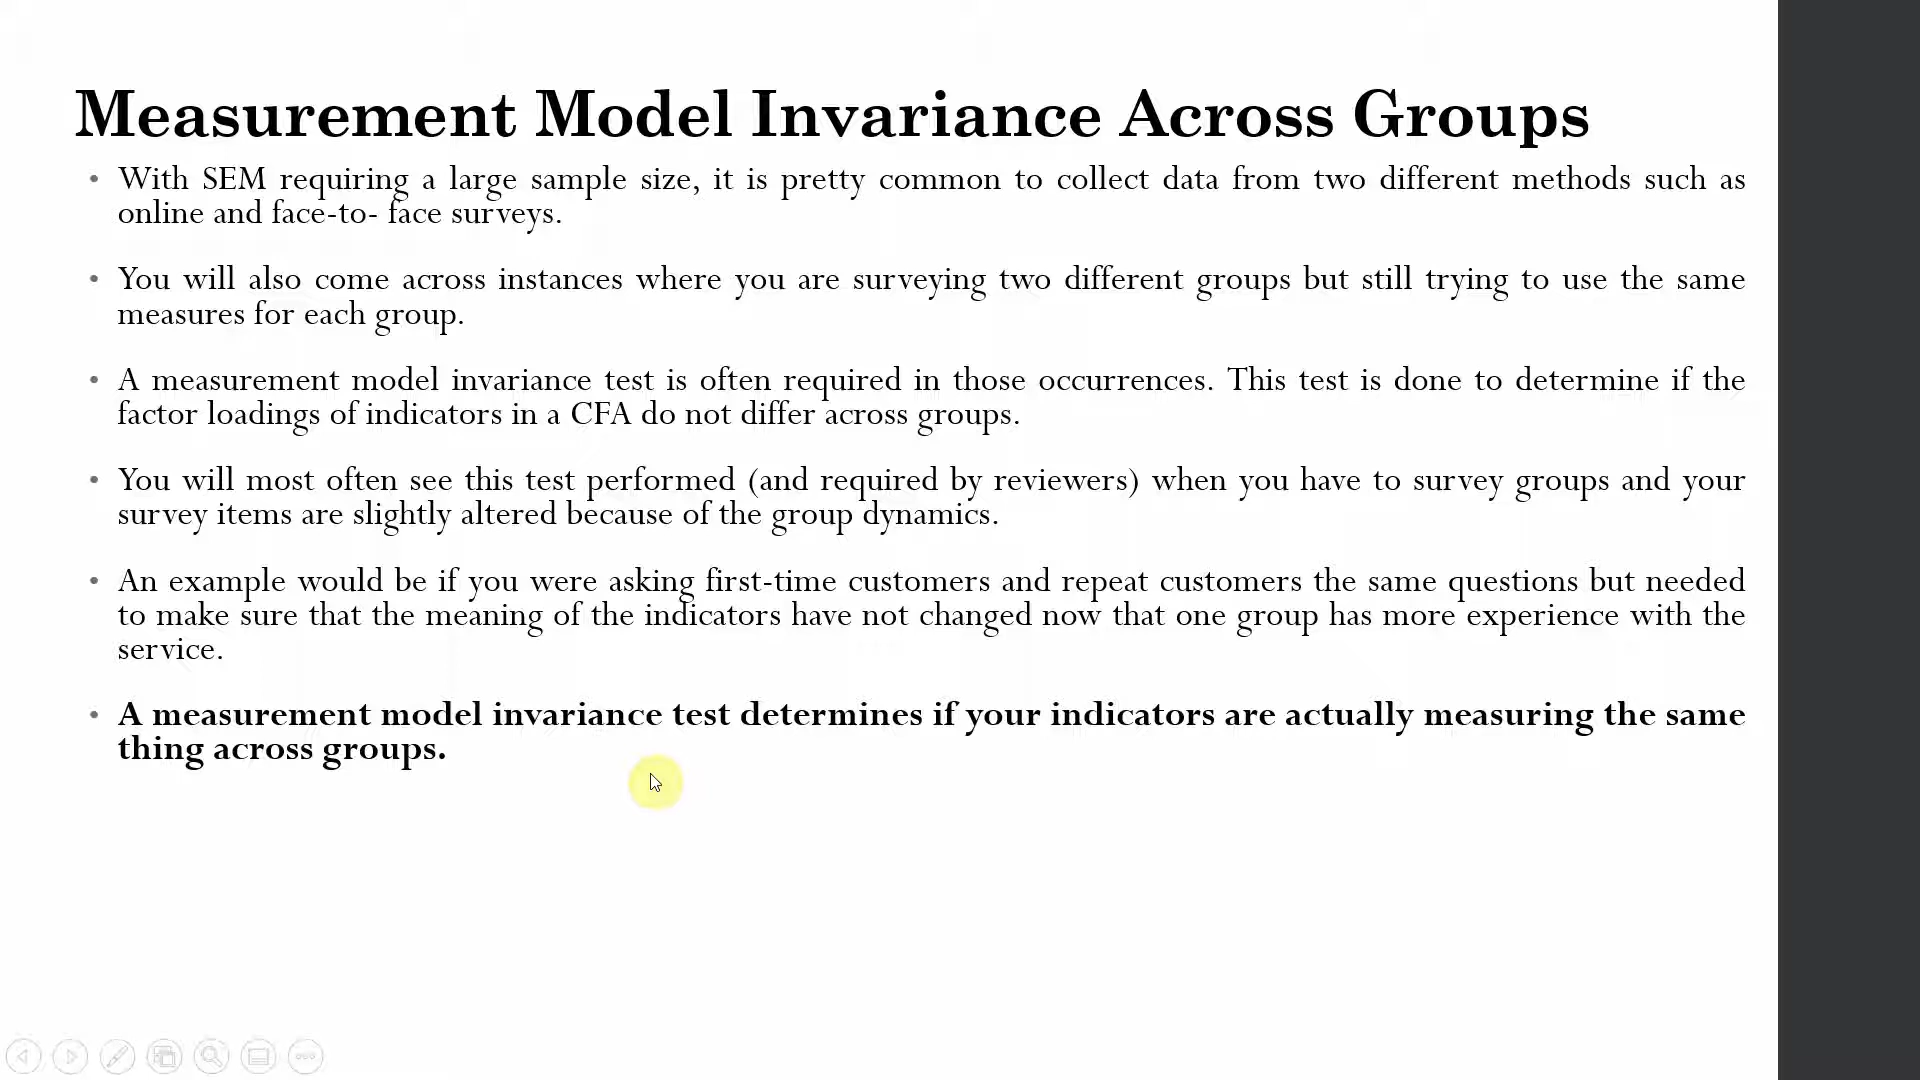 Measurement Model Invariance Across Groups
• With SEM requiring a large sample size, it is pretty common to collect data from two different methods such as
online and face-to- face surveys.
• You will also come across instances where you are surveying two different groups but still trying to use the same
measures for each group.
• A measurement model invariance test is often required in those occurrences. This test is done to determine if the
factor loadings of indicators in a CFA do not differ across groups.
• You will most often see this test performed (and required by reviewers) when you have to survey groups and your
survey items are slightly altered because of the group dynamics.
• An example would be if you were asking first-time customers and repeat customers the same questions but needed
to make sure that the meaning of the indicators have not changed now that one group has more experience with the
service.
• A measurement model invariance test determines if your indicators are actually measuring the same
thing across groups.